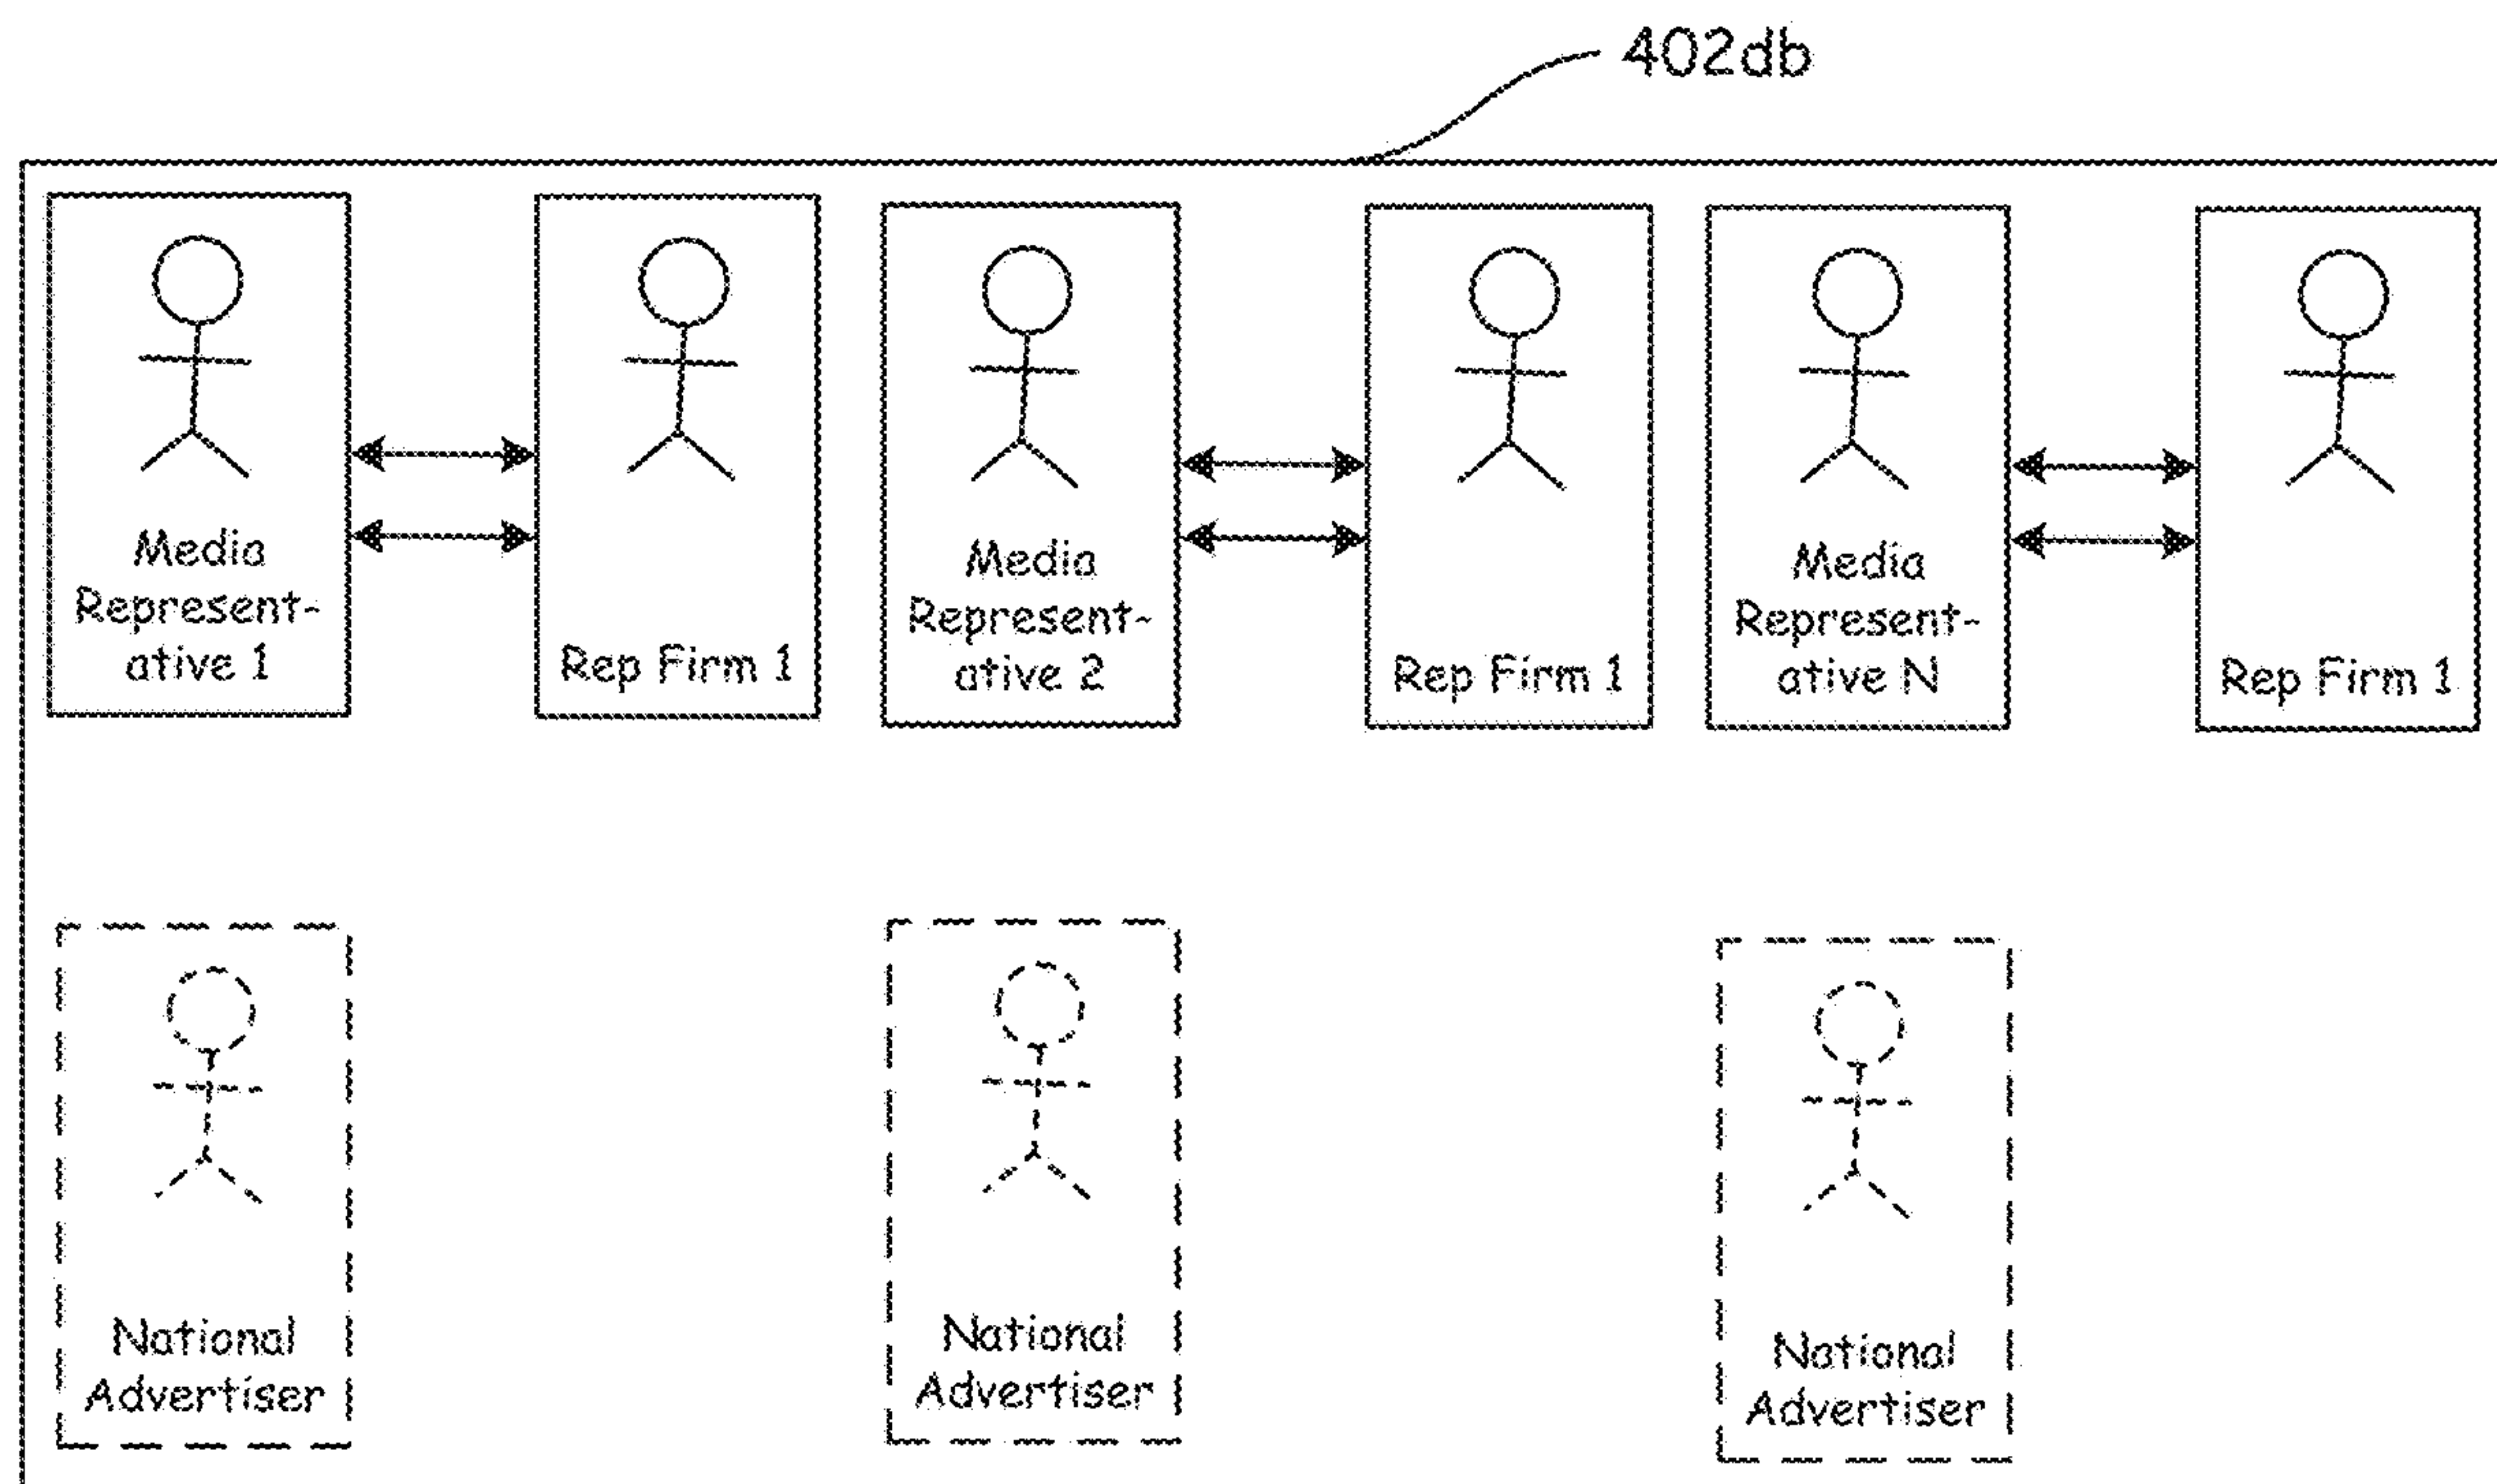 402db
Media
Represent-
ative 1
Rep Firm 1
Media
Represent-
ative 2
Rep Firm 1
Media
Represent-
ative N
Rep Firm 1
National
Advertiser
National
Advertiser
National
Advertiser